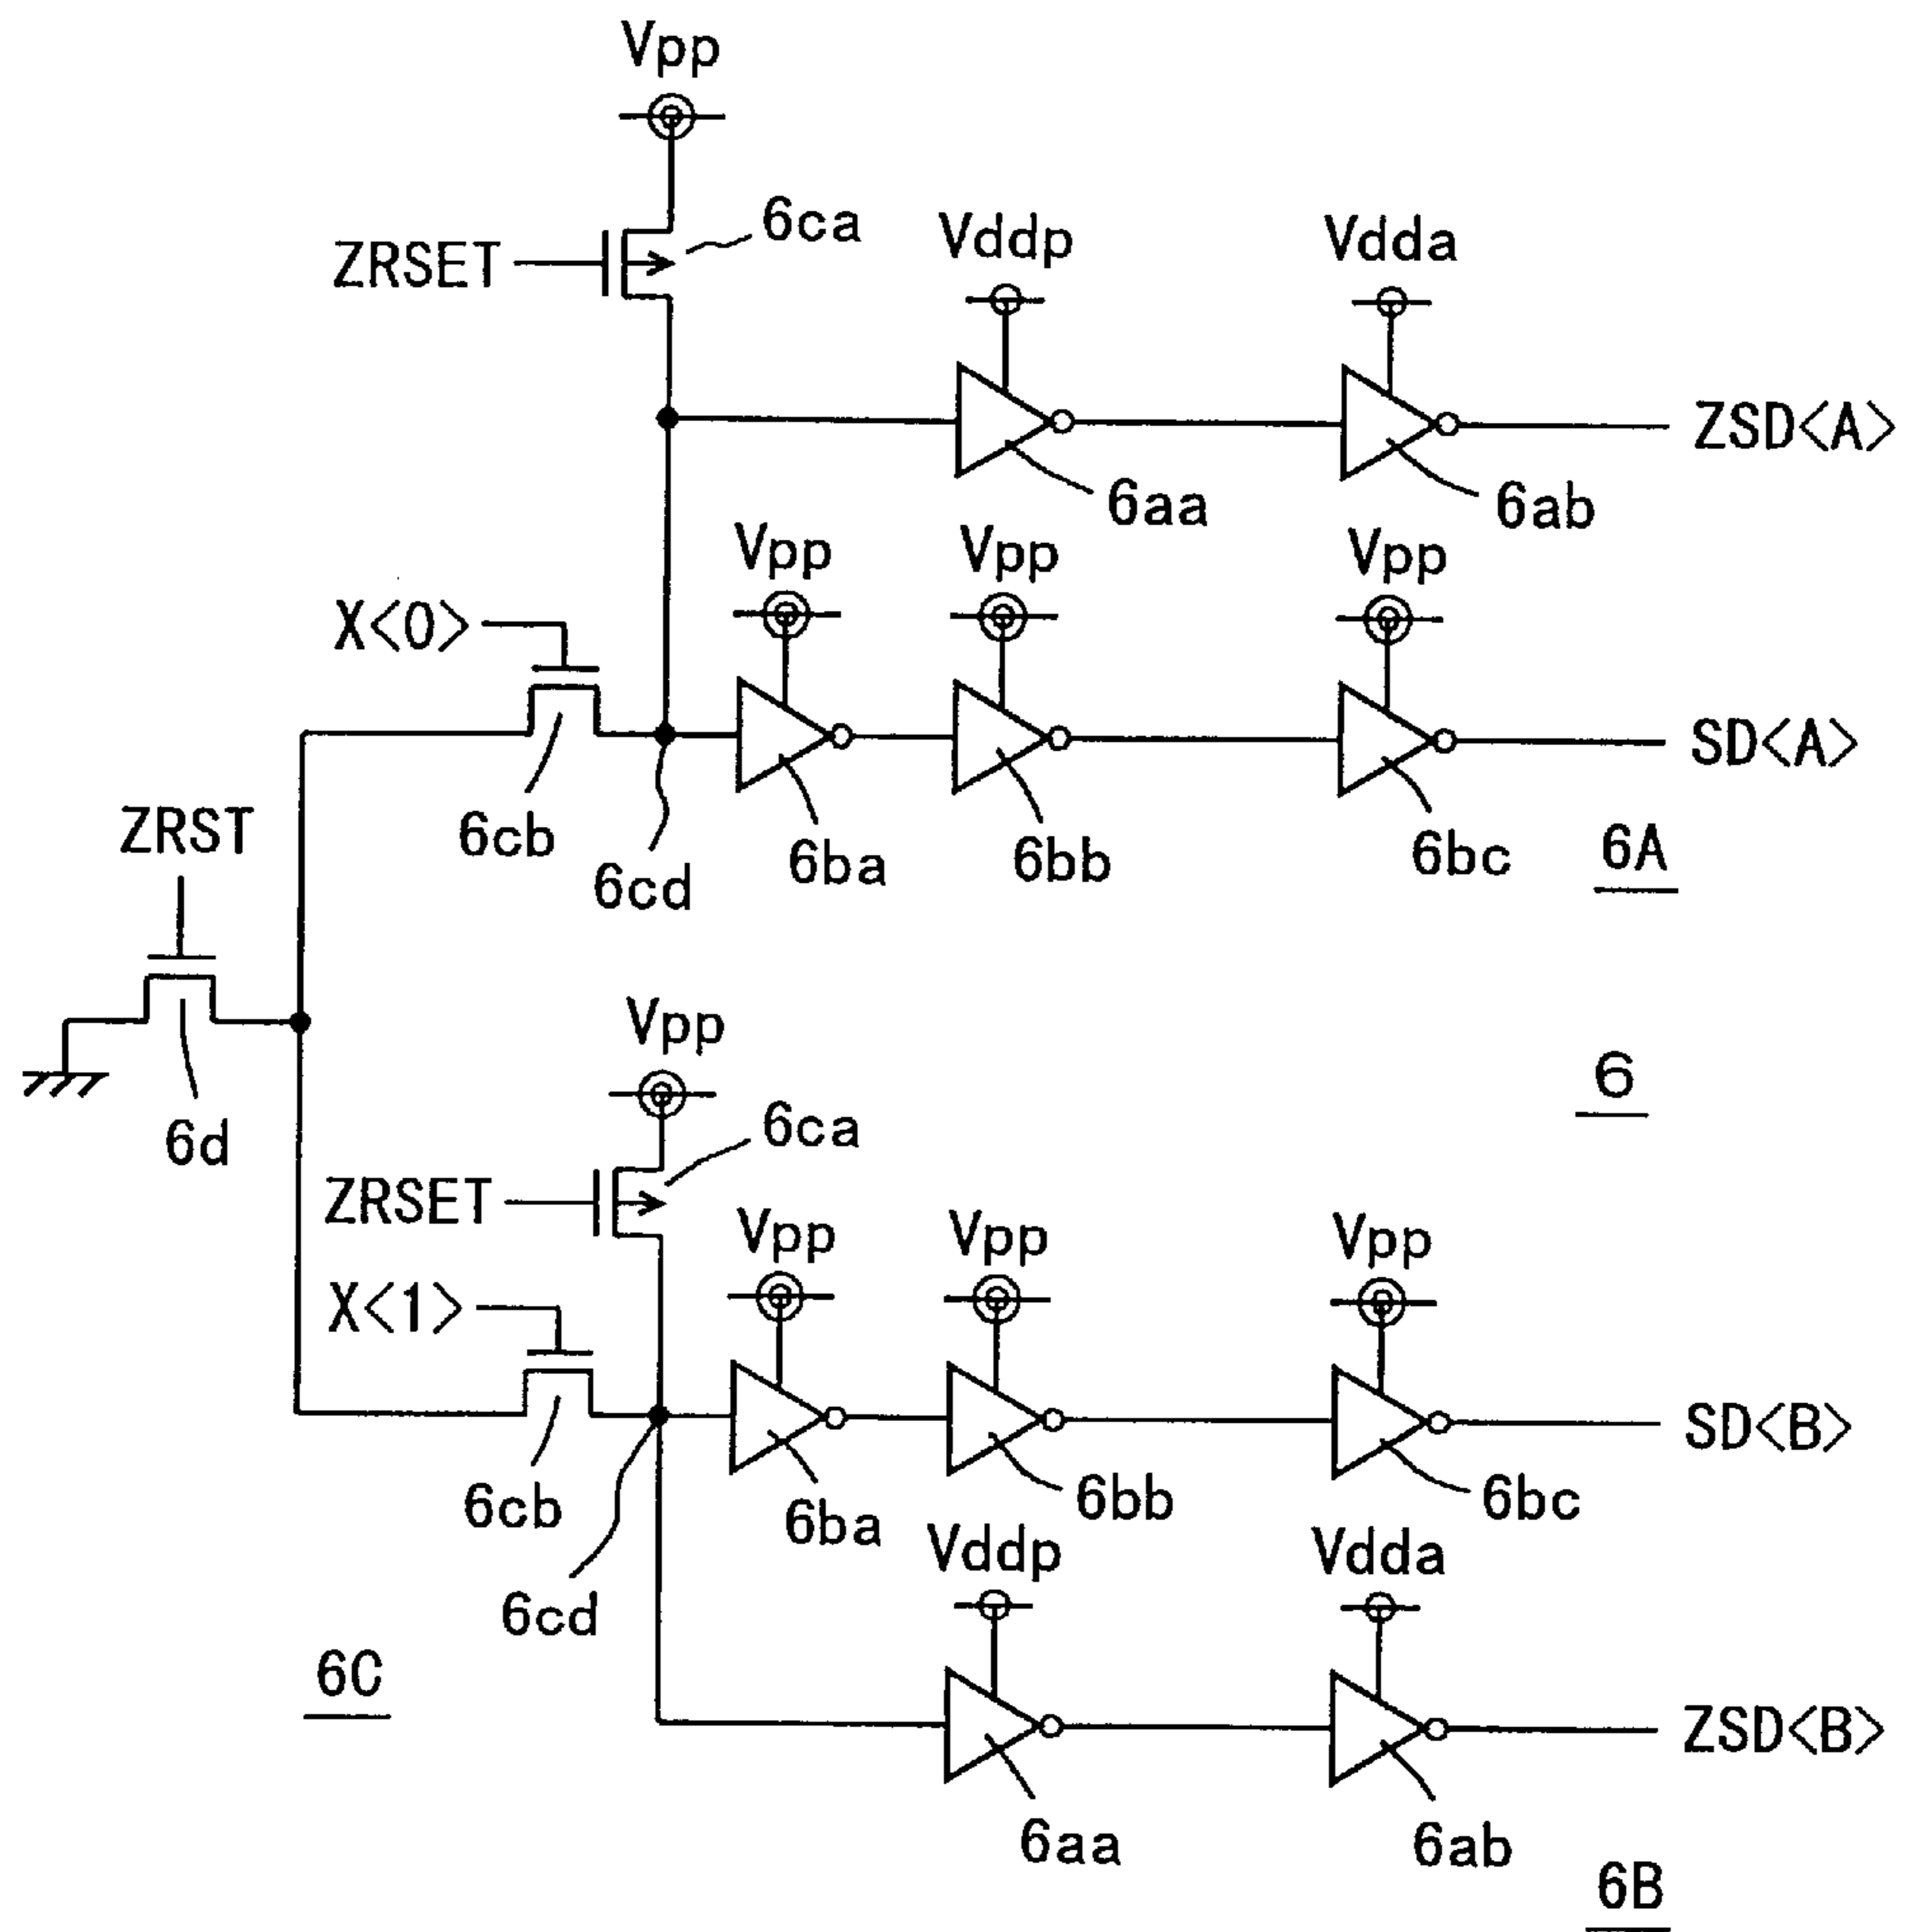 Vpp
6ca
ZRSET
Vddp
Vdda
ZSD<A>
6aa
6ab
Vpp
Vpp
Vpp
X<0>
SD<A>
ZRST
6cb
6cd
6ba
6bb
6bc
6A
Vpp
6
6ca
6d
ZRSET
Vpp
Vpp
Vpp
X<1>
SD<B>
6cb
6ba
6bb
6bc
Vddp
Vdda
6cd
6C
ZSD<B>
6aa
6ab
6B